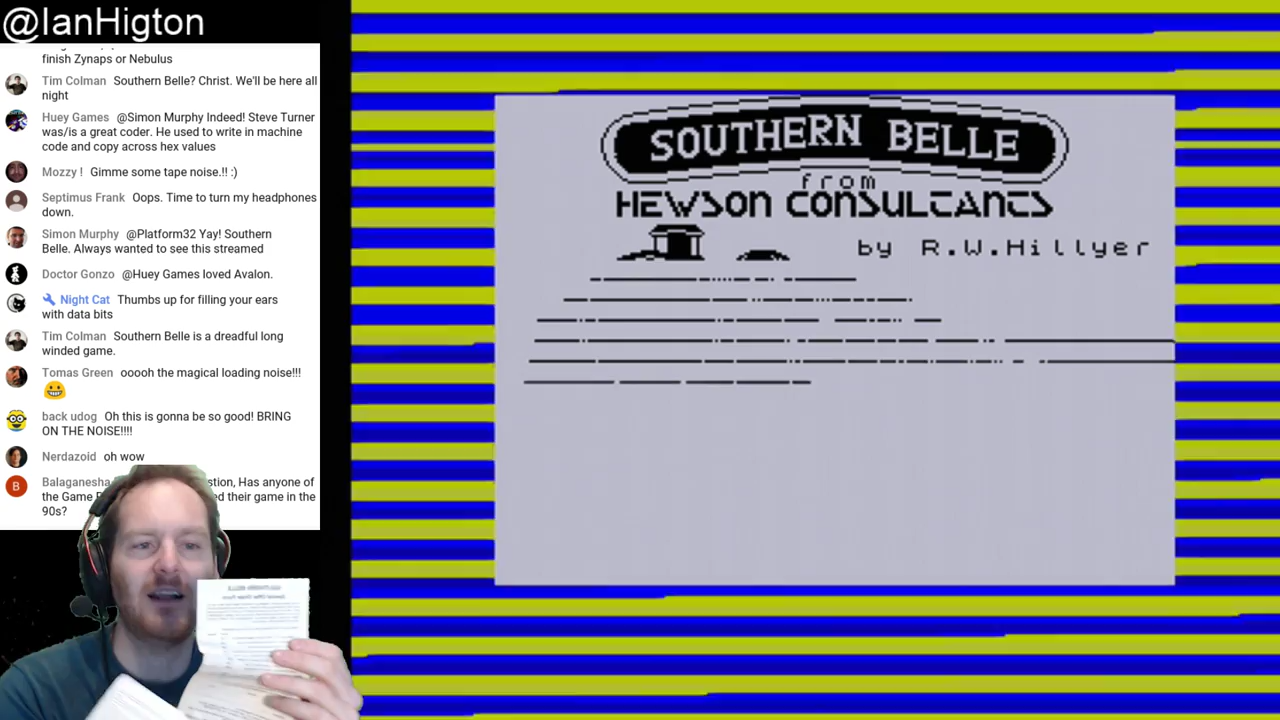 @IanHigton
finish Zynaps or Nebulus
Tim Colman Southern Belle? Christ. We'll be here all
night
Huey Games @Simon Murphy Indeed! Steve Turner
was/is a great coder. He used to write in machine
code and copy across hex values
Mozzy ! Gimme some tape noise.!! :)
Septimus Frank Oops. Time to turn my headphones
down.
Simon Murphy @Platform32 Yay! Southern
Belle. Always wanted to see this streamed
Doctor Gonzo @Huey Games loved Avalon.
Night Cat Thumbs up for filling your ears
with data bits
Tim Colman Southern Belle is a dreadful long
winded game.
Tomas Green ooooh the magical loading noise!!!
back udog Oh this is gonna be so good! BRING
ON THE NOISE!!!!
Nerdazoid oh wow
B Balaganesha Has anyone of
the Game their game in the
90s?
SOUTHERN BELLE
from
HEWSON CONSULTANTS
by R.W.Hillyer
SOUTHERN BELLE